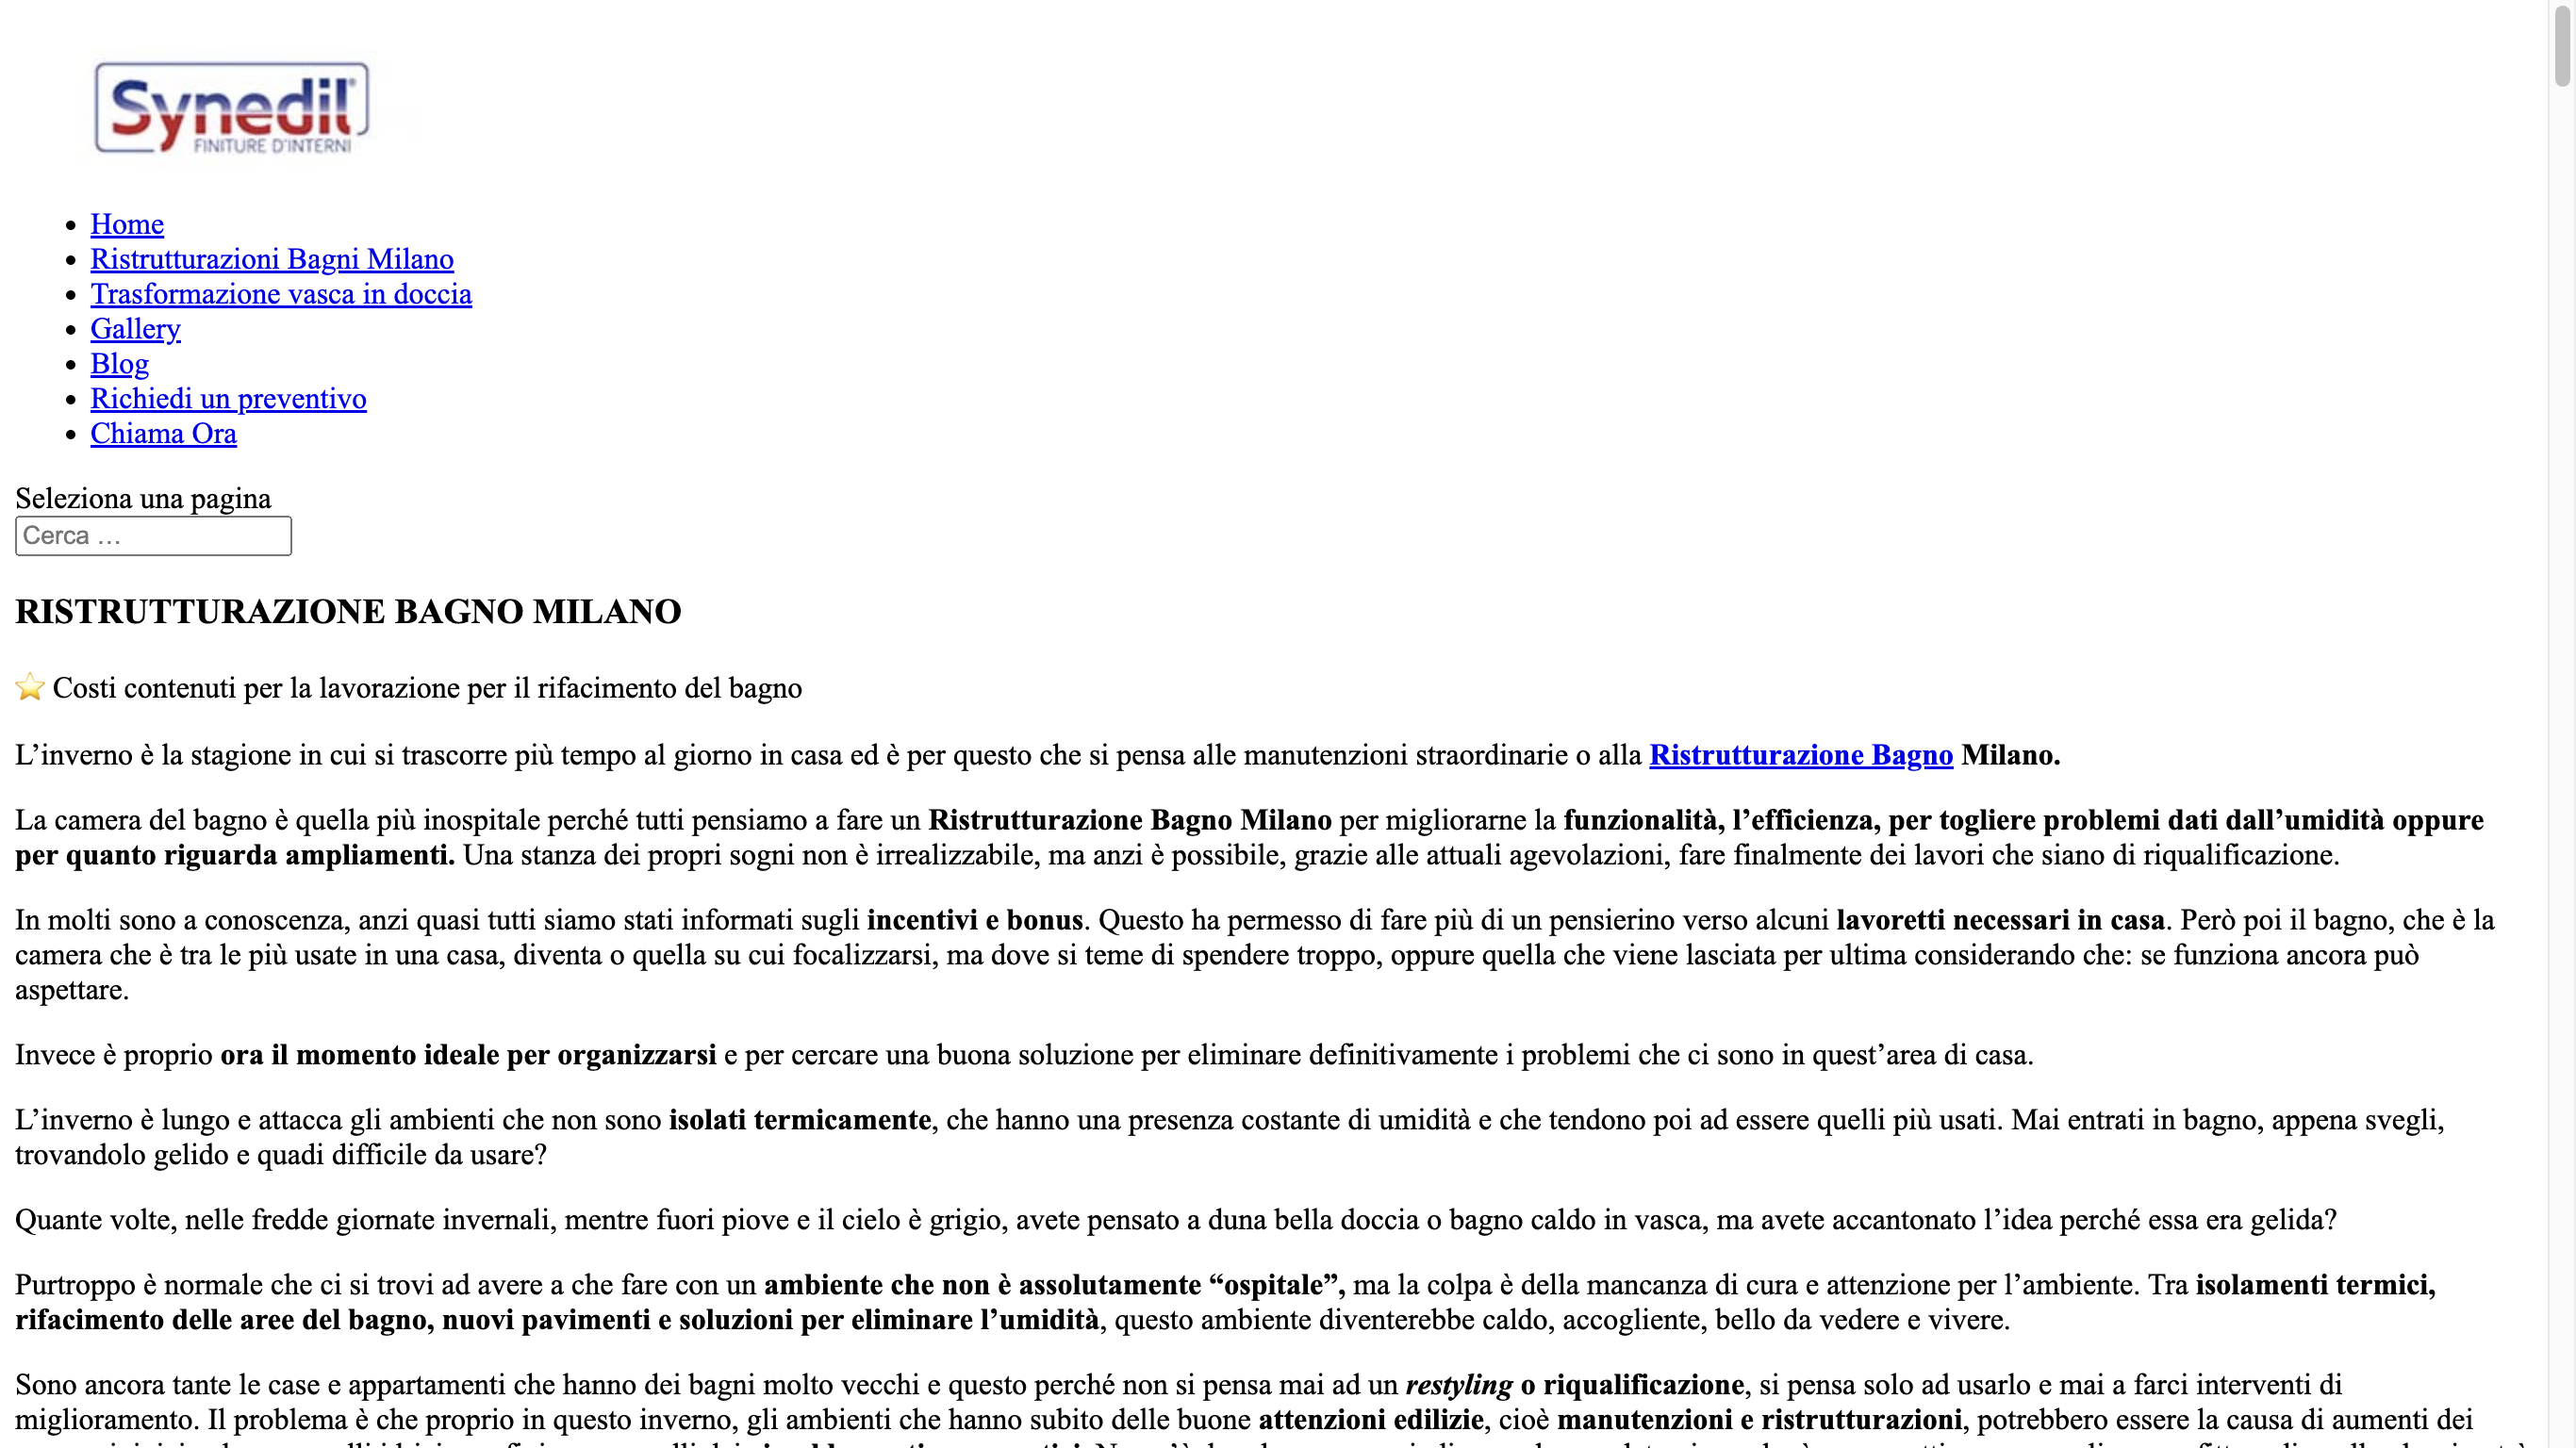 Synedil®
FINITURE D'INTERNI
Home
Ristrutturazioni Bagni Milano
Trasformazione vasca in doccia
Gallery
Blog
Richiedi un preventivo
Chiama Ora
Seleziona una pagina
Cerca …
RISTRUTTURAZIONE BAGNO MILANO
⭐ Costi contenuti per la lavorazione per il rifacimento del bagno
L’inverno è la stagione in cui si trascorre più tempo al giorno in casa ed è per questo che si pensa alle manutenzioni straordinarie o alla Ristrutturazione Bagno Milano.
La camera del bagno è quella più inospitale perché tutti pensiamo a fare un Ristrutturazione Bagno Milano per migliorarne la funzionalità, l’efficienza, per togliere problemi dati dall’umidità oppure
per quanto riguarda ampliamenti. Una stanza dei propri sogni non è irrealizzabile, ma anzi è possibile, grazie alle attuali agevolazioni, fare finalmente dei lavori che siano di riqualificazione.
In molti sono a conoscenza, anzi quasi tutti siamo stati informati sugli incentivi e bonus. Questo ha permesso di fare più di un pensierino verso alcuni lavoretti necessari in casa. Però poi il bagno, che è la
camera che è tra le più usate in una casa, diventa o quella su cui focalizzarsi, ma dove si teme di spendere troppo, oppure quella che viene lasciata per ultima considerando che: se funziona ancora può
aspettare.
Invece è proprio ora il momento ideale per organizzarsi e per cercare una buona soluzione per eliminare definitivamente i problemi che ci sono in quest’area di casa.
L’inverno è lungo e attacca gli ambienti che non sono isolati termicamente, che hanno una presenza costante di umidità e che tendono poi ad essere quelli più usati. Mai entrati in bagno, appena svegli,
trovandolo gelido e quadi difficile da usare?
Quante volte, nelle fredde giornate invernali, mentre fuori piove e il cielo è grigio, avete pensato a duna bella doccia o bagno caldo in vasca, ma avete accantonato l’idea perché essa era gelida?
Purtroppo è normale che ci si trovi ad avere a che fare con un ambiente che non è assolutamente “ospitale”, ma la colpa è della mancanza di cura e attenzione per l’ambiente. Tra isolamenti termici,
rifacimento delle aree del bagno, nuovi pavimenti e soluzioni per eliminare l’umidità, questo ambiente diventerebbe caldo, accogliente, bello da vedere e vivere.
Sono ancora tante le case e appartamenti che hanno dei bagni molto vecchi e questo perché non si pensa mai ad un restyling o riqualificazione, si pensa solo ad usarlo e mai a farci interventi di
miglioramento. Il problema è che proprio in questo inverno, gli ambienti che hanno subito delle buone attenzioni edilizie, cioè manutenzioni e ristrutturazioni, potrebbero essere la causa di aumenti dei